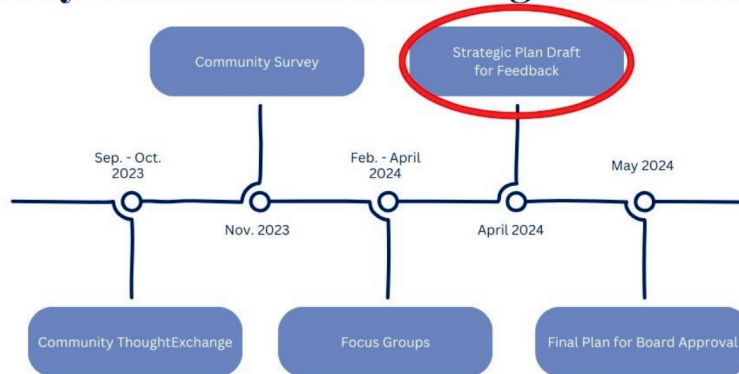 Community Survey
Strategic Plan Draft
for Feedback
Sep. - Oct.
2023
Feb. - April
2024
May 2024
Nov. 2023
April 2024
Community ThoughtExchange
Focus Groups
Final Plan for Board Approval